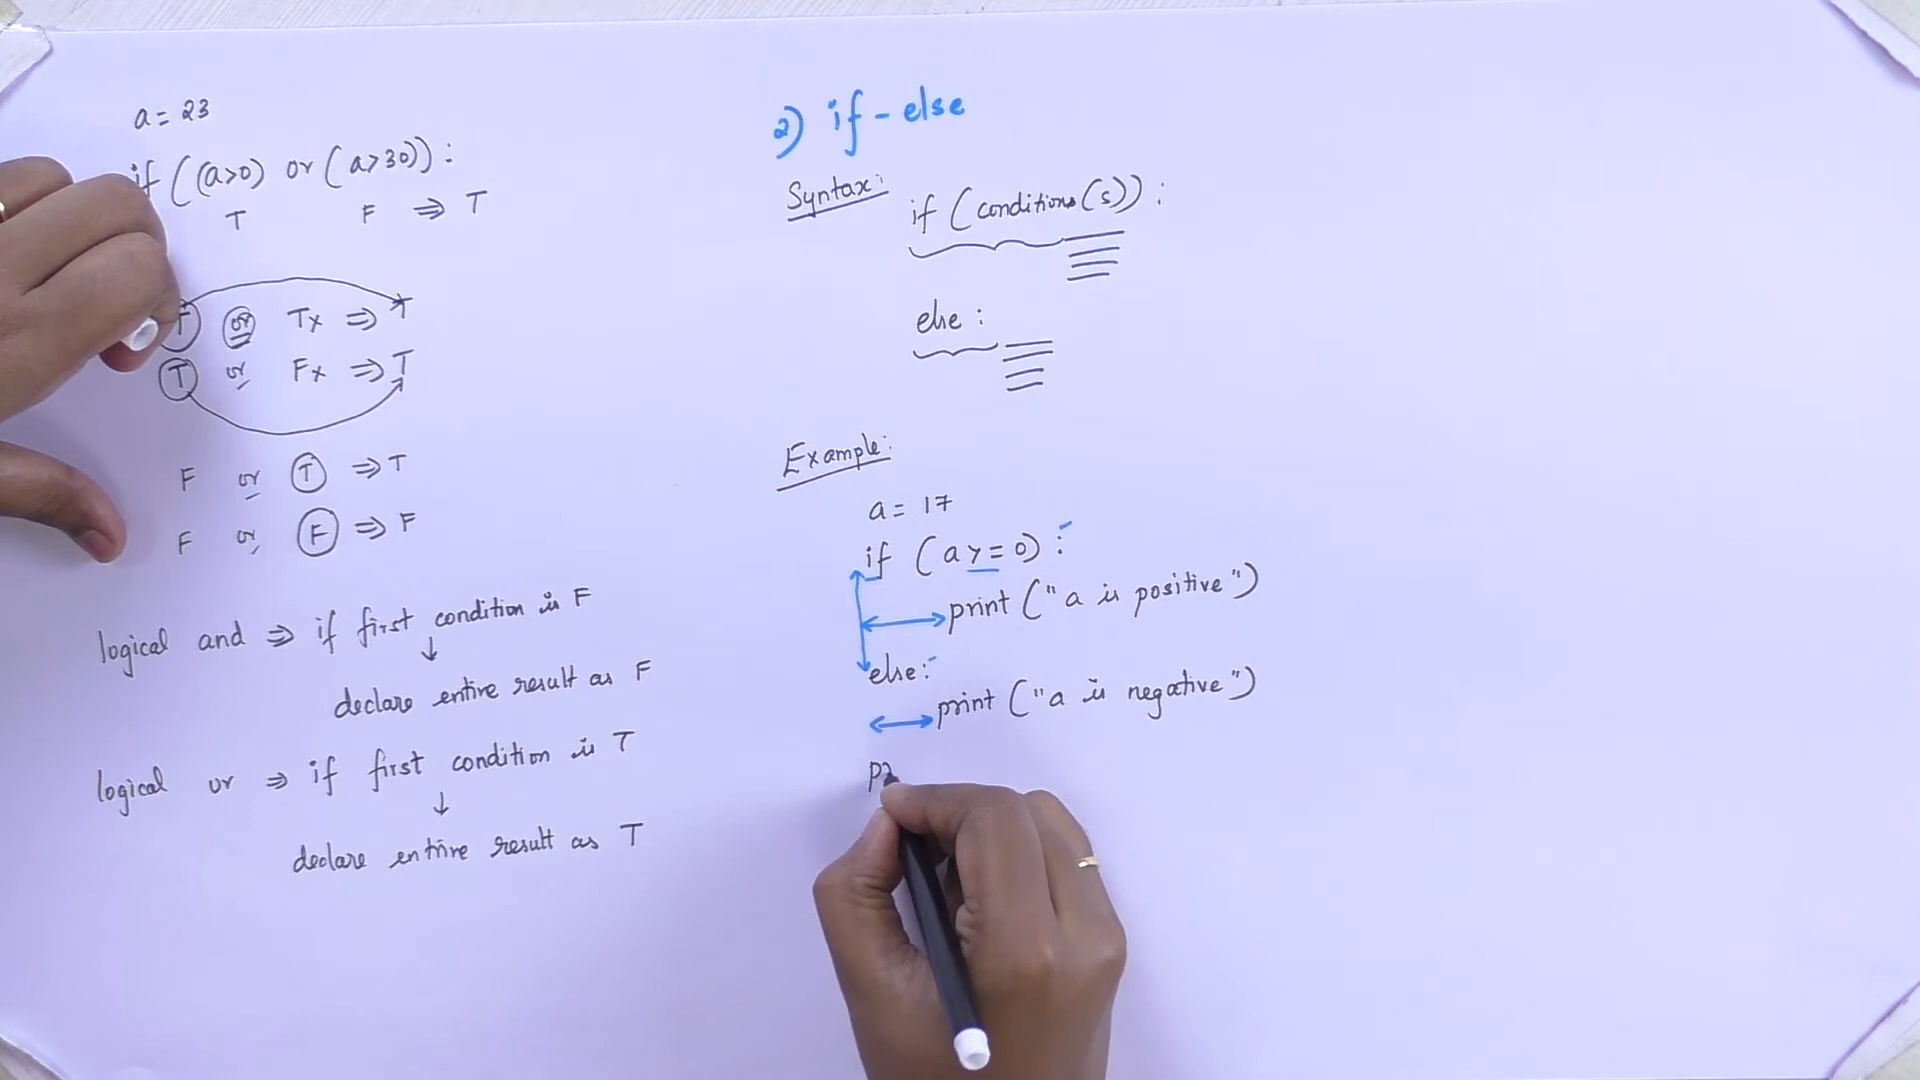 a = 23
if ((a>0) or (a>30)):
T F ⇒ T
T or Tx ⇒ T
T or Fx ⇒ T
F or T ⇒ T
F or F ⇒ F
logical and ⇒ if first condition is F
↓
declare entire result as F
logical or ⇒ if first condition is T
↓
declare entire result as T
2) if-else
Syntax:
if (conditions(s)):
else:
Example:
a = 17
if (a>=0):
print ("a is positive")
else:
print ("a is negative")